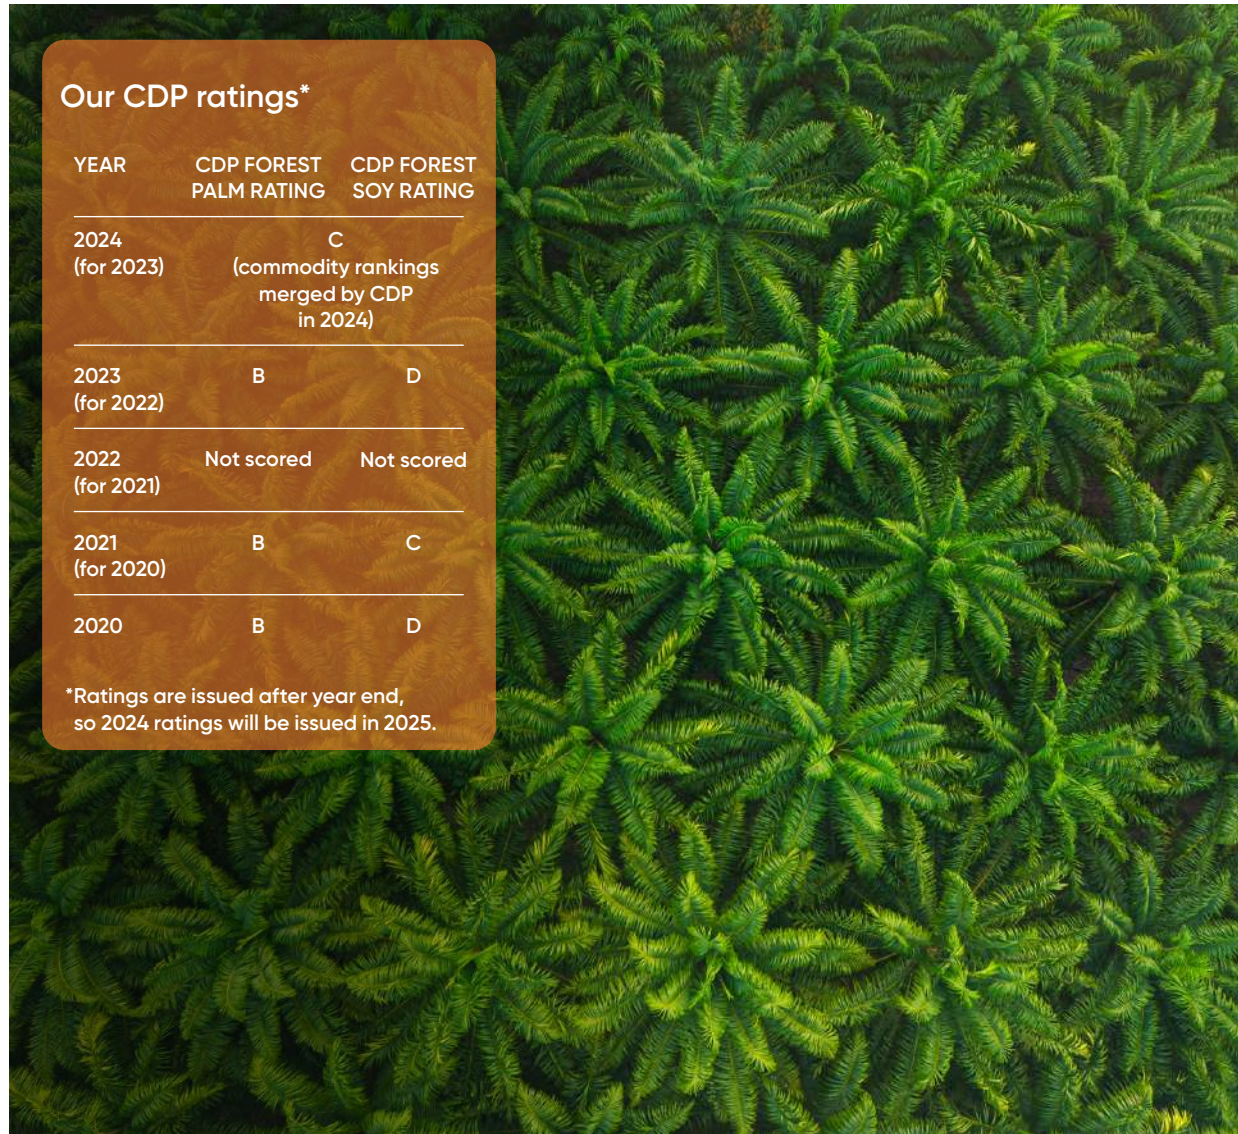 Our CDP ratings*
YEAR CDP FOREST PALM RATING CDP FOREST SOY RATING
2024 (for 2023) C (commodity rankings merged by CDP in 2024)
2023 (for 2022) B D
2022 (for 2021) Not scored Not scored
2021 (for 2020) B C
2020 B D
*Ratings are issued after year end,
so 2024 ratings will be issued in 2025.